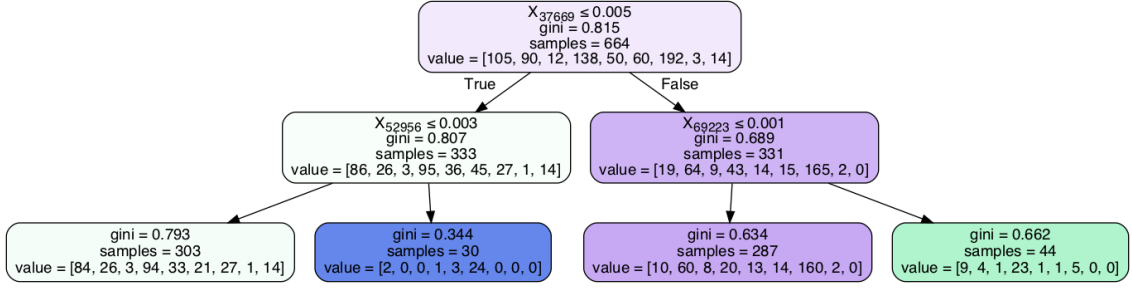 X37669 ≤ 0.005
gini = 0.815
samples = 664
value = [105, 90, 12, 138, 50, 60, 192, 3, 14]
True
False
X52956 ≤ 0.003
gini = 0.807
samples = 333
value = [86, 26, 3, 95, 36, 45, 27, 1, 14]
X69223 ≤ 0.001
gini = 0.689
samples = 331
value = [19, 64, 9, 43, 14, 15, 165, 2, 0]
gini = 0.793
samples = 303
value = [84, 26, 3, 94, 33, 21, 27, 1, 14]
gini = 0.344
samples = 30
value = [2, 0, 0, 1, 3, 24, 0, 0, 0]
gini = 0.634
samples = 287
value = [10, 60, 8, 20, 13, 14, 160, 2, 0]
gini = 0.662
samples = 44
value = [9, 4, 1, 23, 1, 1, 5, 0, 0]